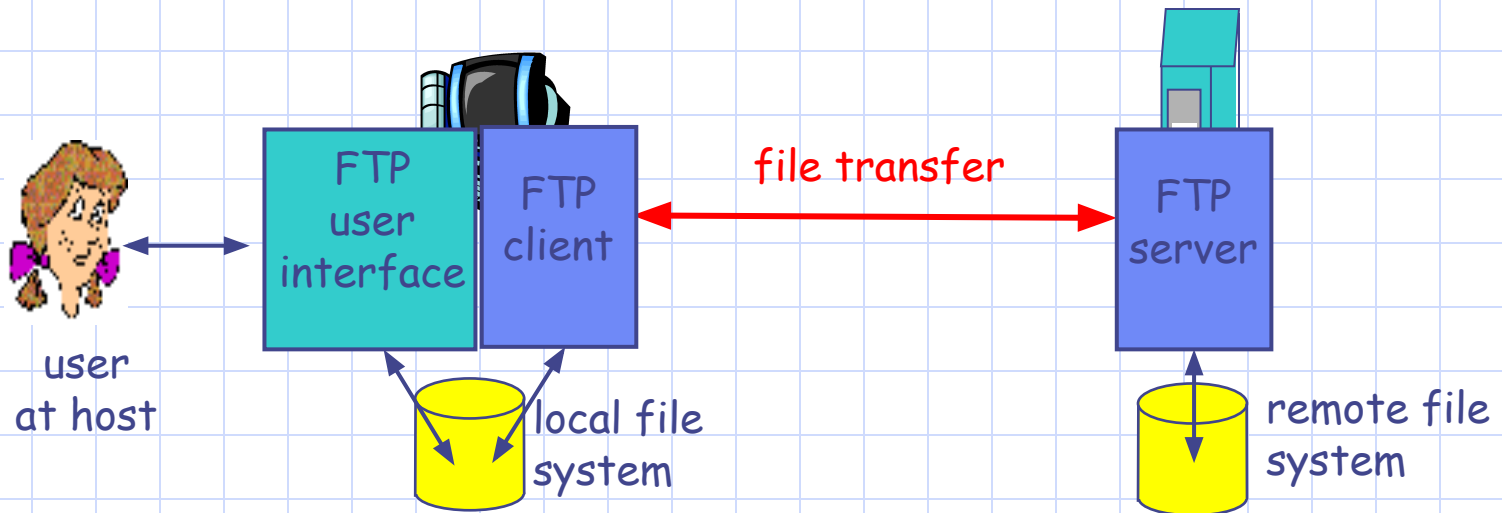 FTP
user
interface
FTP
client
file transfer
FTP
server
user
at host
local file
system
remote file
system